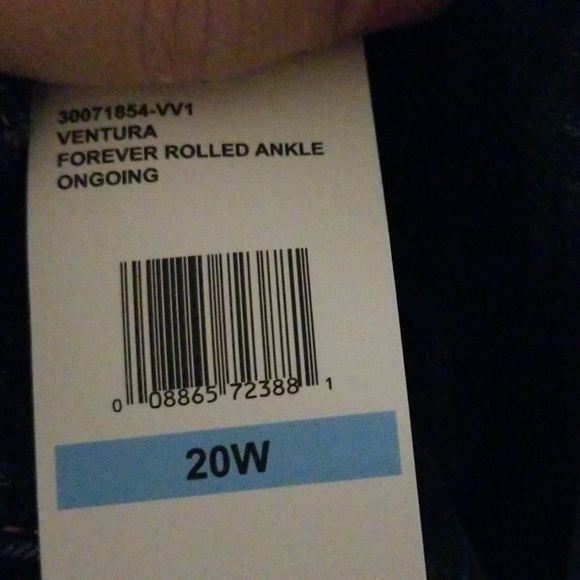 30071854-VV1
VENTURA
FOREVER ROLLED ANKLE
ONGOING
0 08865 72388 1
20W